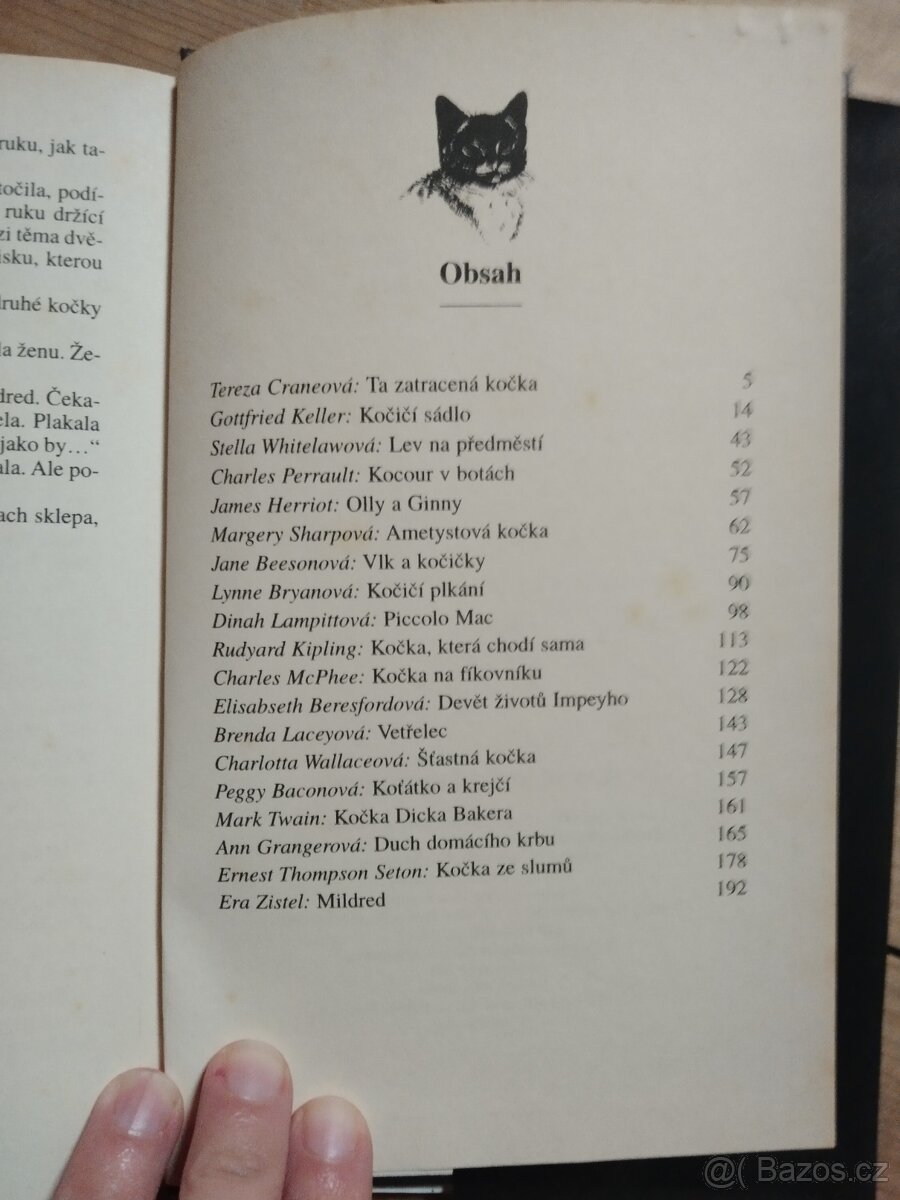 ruku, jak ta-
točila, podí-
ruku držící
zi těma dvě-
isku, kterou
druhé kočky
la ženu. Že-
dred. Čeka-
ela. Plakala
jako by…“
ala. Ale po-
ach sklepa,
Obsah
Tereza Craneová: Ta zatracená kočka 5
Gottfried Keller: Kočičí sádlo 14
Stella Whitelawová: Lev na předměstí 43
Charles Perrault: Kocour v botách 52
James Herriot: Olly a Ginny 57
Margery Sharpová: Ametystová kočka 62
Jane Beesonová: Vlk a kočičky 75
Lynne Bryanová: Kočičí plkání 90
Dinah Lampittová: Piccolo Mac 98
Rudyard Kipling: Kočka, která chodí sama 113
Charles McPhee: Kočka na fíkovníku 122
Elisabseth Beresfordová: Devět životů Impeyho 128
Brenda Laceyová: Vetřelec 143
Charlotta Wallaceová: Šťastná kočka 147
Peggy Baconová: Koťátko a krejčí 157
Mark Twain: Kočka Dicka Bakera 161
Ann Grangerová: Duch domácího krbu 165
Ernest Thompson Seton: Kočka ze slumů 178
Era Zistel: Mildred 192
@( Bazos.cz